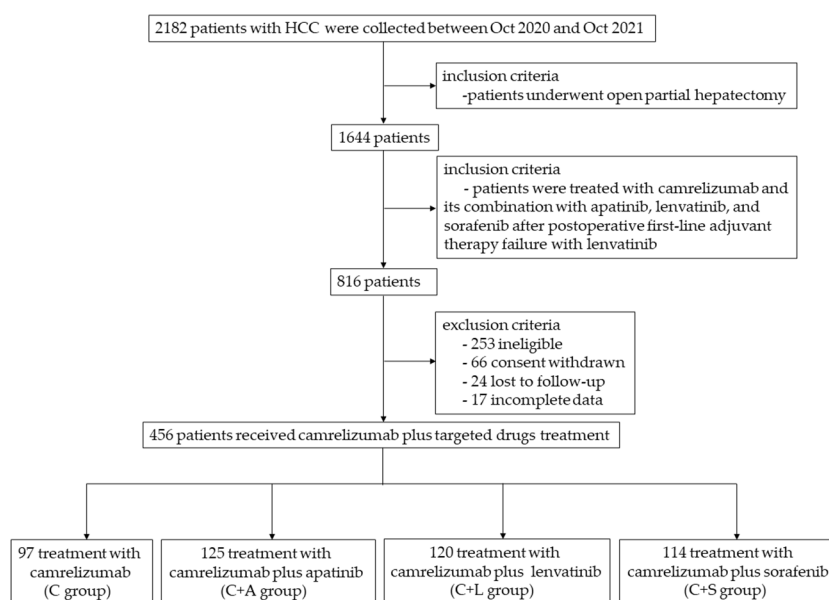 2182 patients with HCC were collected between Oct 2020 and Oct 2021
inclusion criteria
-patients underwent open partial hepatectomy
1644 patients
inclusion criteria
- patients were treated with camrelizumab and
its combination with apatinib, lenvatinib, and
sorafenib after postoperative first-line adjuvant
therapy failure with lenvatinib
816 patients
exclusion criteria
- 253 ineligible
- 66 consent withdrawn
- 24 lost to follow-up
- 17 incomplete data
456 patients received camrelizumab plus targeted drugs treatment
97 treatment with
camrelizumab
(C group)
125 treatment with
camrelizumab plus apatinib
(C+A group)
120 treatment with
camrelizumab plus lenvatinib
(C+L group)
114 treatment with
camrelizumab plus sorafenib
(C+S group)